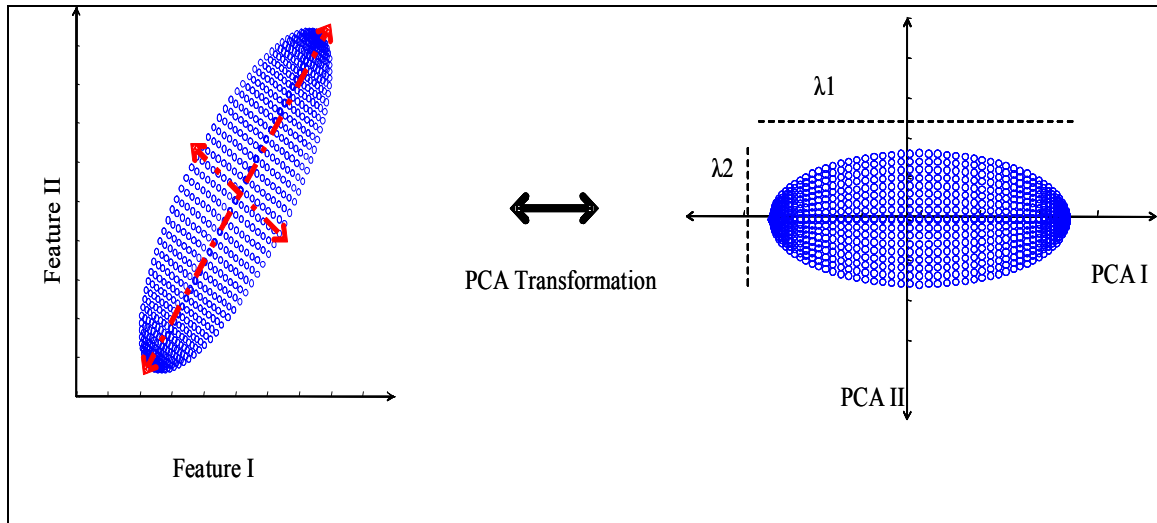 Feature II
Feature I
PCA Transformation
λ1
λ2
PCA I
PCA II